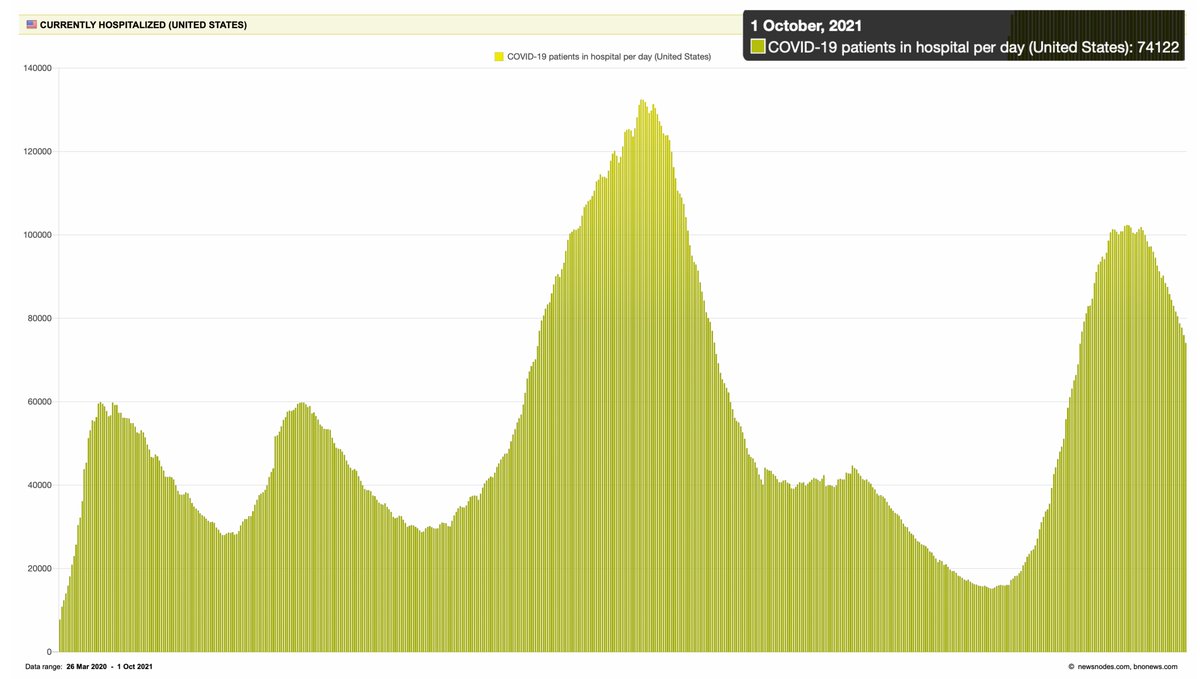 CURRENTLY HOSPITALIZED (UNITED STATES)
1 October, 2021
COVID-19 patients in hospital per day (United States): 74122
COVID-19 patients in hospital per day (United States)
140000
120000
100000
80000
60000
40000
20000
0
Data range: 26 Mar 2020 - 1 Oct 2021
© newsnodes.com, bnonews.com